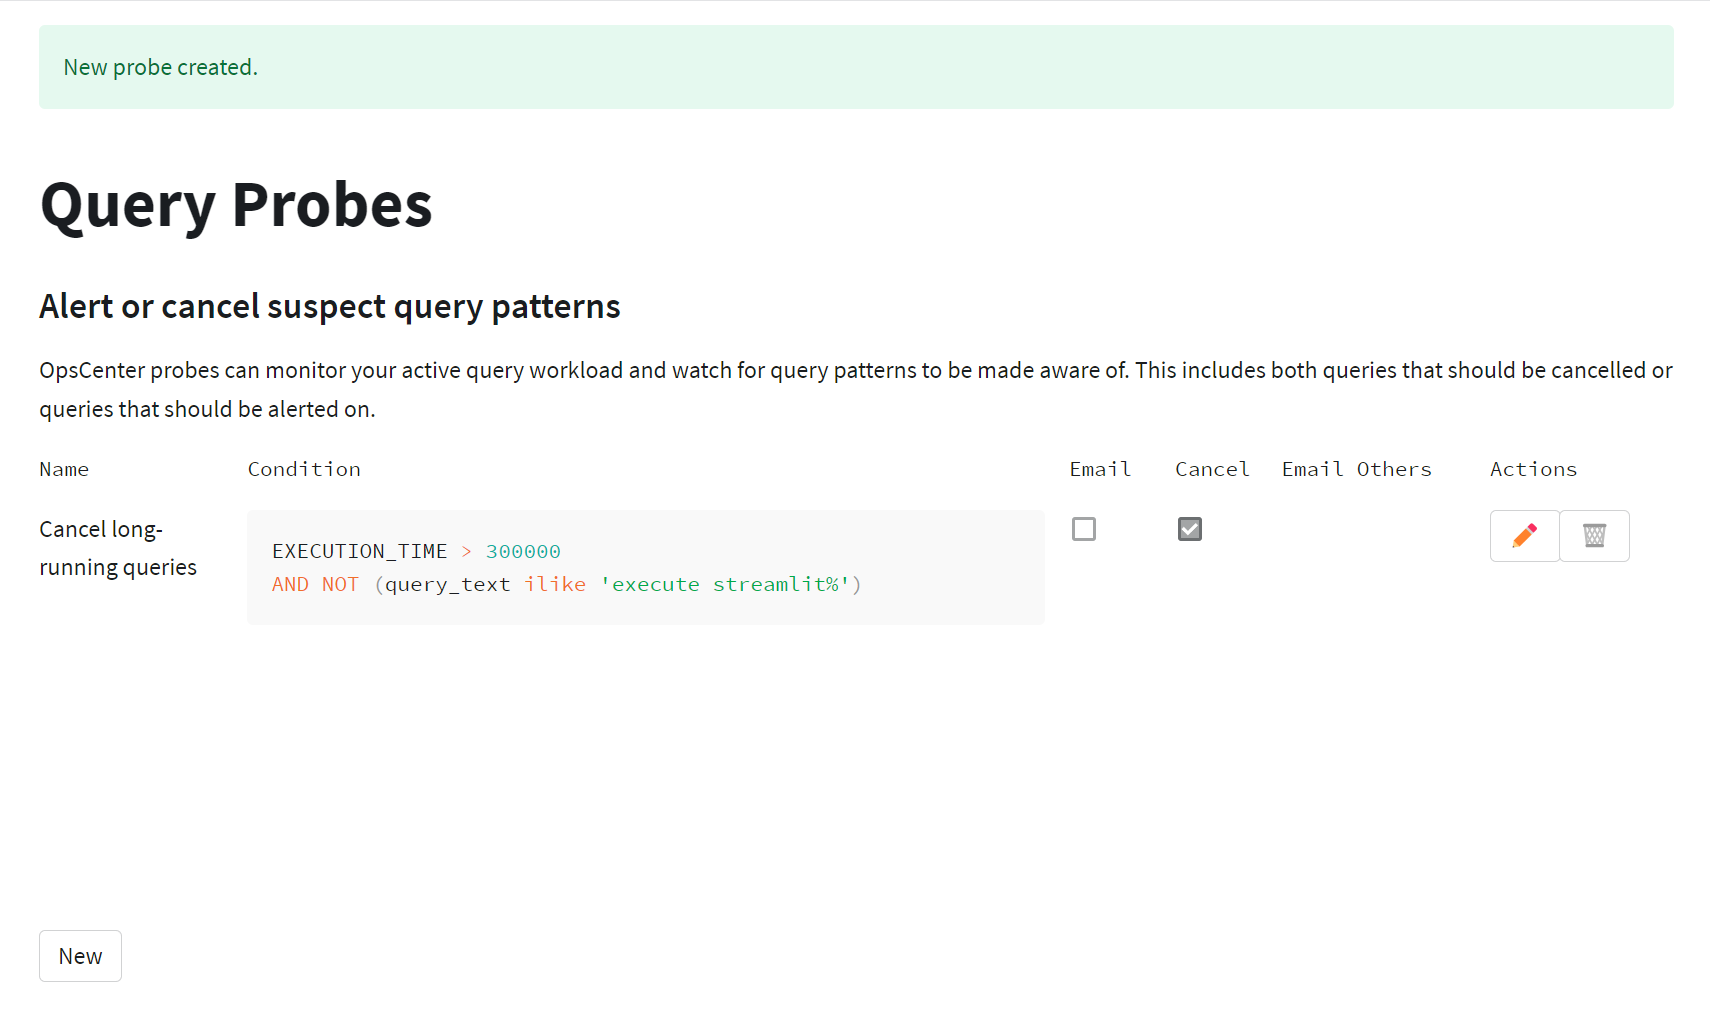 New probe created.
Query Probes
Alert or cancel suspect query patterns
OpsCenter probes can monitor your active query workload and watch for query patterns to be made aware of. This includes both queries that should be cancelled or
queries that should be alerted on.
Name Condition Email Cancel Email Others Actions
Cancel long-
running queries
EXECUTION_TIME > 300000
AND NOT (query_text ilike 'execute streamlit%')
New